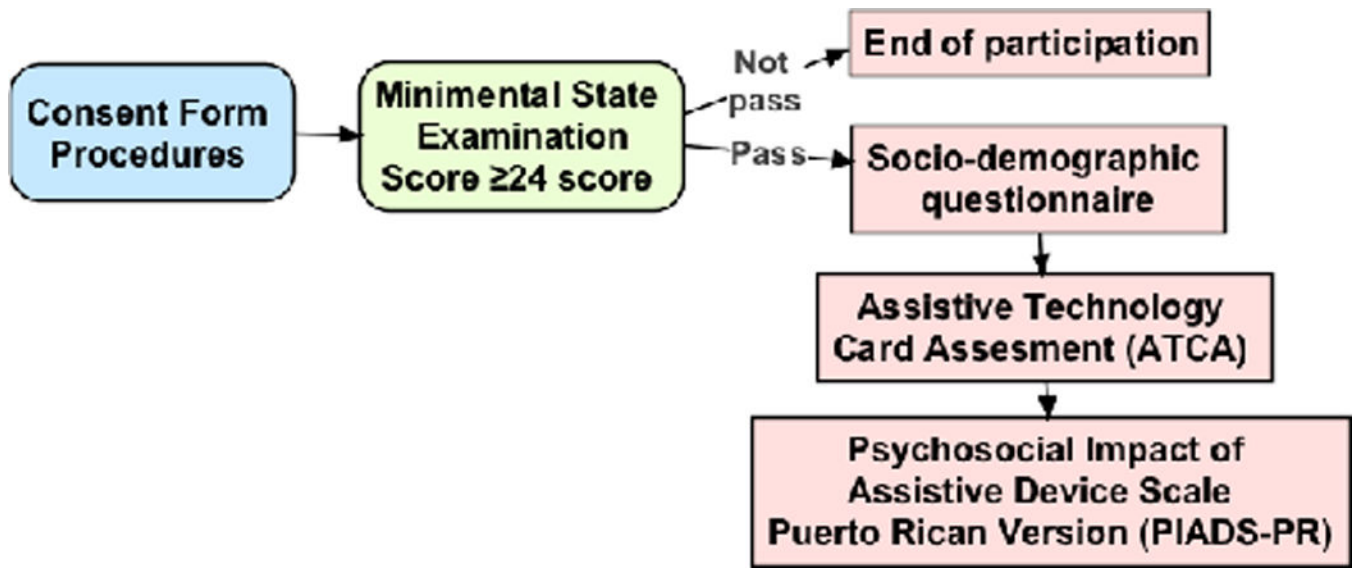 Consent Form
Procedures
Minimental State
Examination
Score ≥24 score
Not
pass
Pass
End of participation
Socio-demographic
questionnaire
Assistive Technology
Card Assesment (ATCA)
Psychosocial Impact of
Assistive Device Scale
Puerto Rican Version (PIADS-PR)